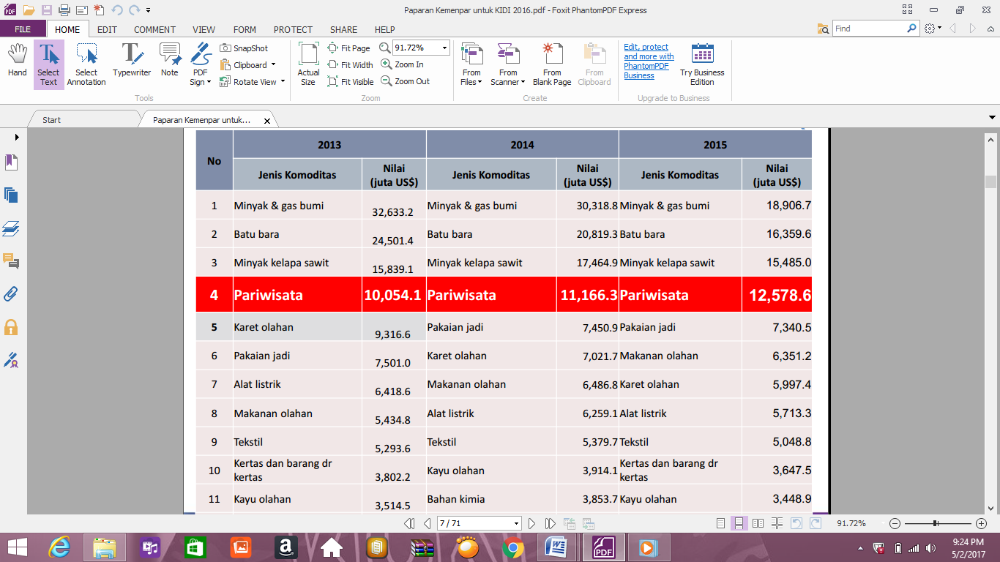 Paparan Kemenpar untuk KIDI 2016.pdf - Foxit PhantomPDF Express
FILE HOME EDIT COMMENT VIEW FORM PROTECT SHARE HELP
Find
Hand
Select Text
Select Annotation
Typewriter
Note
PDF Sign
SnapShot
Clipboard
Rotate View
Tools
Actual Size
Fit Page
Fit Width
Fit Visible
91.72%
Zoom In
Zoom Out
Zoom
From Files
From Scanner
From Blank Page
From Clipboard
Create
Edit, protect
and more with
PhantomPDF
Business
Try Business Edition
Upgrade to Business
Start
Paparan Kemenpar untuk...
No 2013 2014 2015
Jenis Komoditas Nilai (juta US$) Jenis Komoditas Nilai (juta US$) Jenis Komoditas Nilai (juta US$)
1 Minyak & gas bumi 32,633.2 Minyak & gas bumi 30,318.8 Minyak & gas bumi 18,906.7
2 Batu bara 24,501.4 Batu bara 20,819.3 Batu bara 16,359.6
3 Minyak kelapa sawit 15,839.1 Minyak kelapa sawit 17,464.9 Minyak kelapa sawit 15,485.0
4 Pariwisata 10,054.1 Pariwisata 11,166.3 Pariwisata 12,578.6
5 Karet olahan 9,316.6 Pakaian jadi 7,450.9 Pakaian jadi 7,340.5
6 Pakaian jadi 7,501.0 Karet olahan 7,021.7 Makanan olahan 6,351.2
7 Alat listrik 6,418.6 Makanan olahan 6,486.8 Karet olahan 5,997.4
8 Makanan olahan 5,434.8 Alat listrik 6,259.1 Alat listrik 5,713.3
9 Tekstil 5,293.6 Tekstil 5,379.7 Tekstil 5,048.8
10 Kertas dan barang dr kertas 3,802.2 Kayu olahan 3,914.1 Kertas dan barang dr kertas 3,647.5
11 Kayu olahan 3,514.5 Bahan kimia 3,853.7 Kayu olahan 3,448.9
7 / 71
91.72%
9:24 PM
5/2/2017